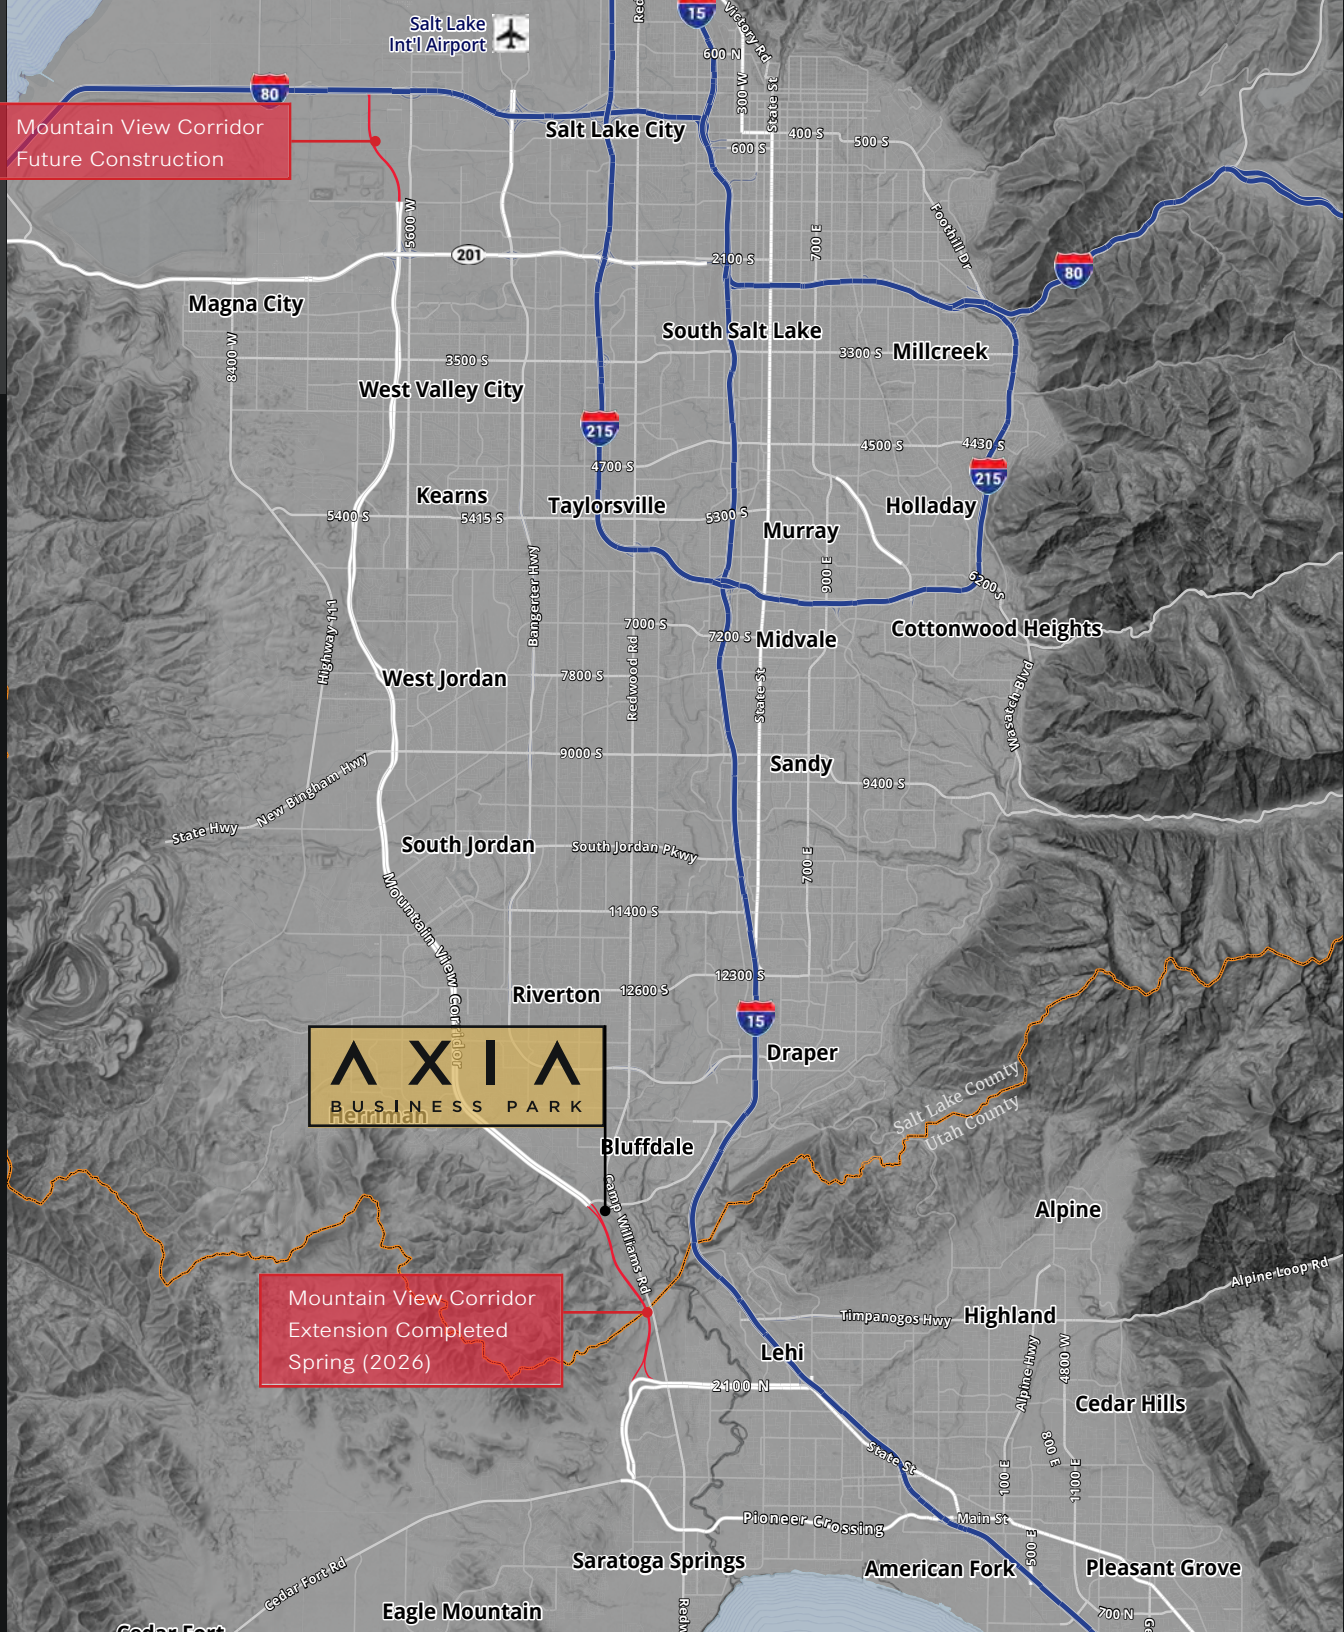 Salt Lake
Int'l Airport
15
Victory Rd
Red
600 N
300 W
State St
80
Mountain View Corridor
Future Construction
Salt Lake City
400 S
500 S
600 S
5600 W
Foothill Dr
700 E
201
2100 S
80
Magna City
South Salt Lake
8400 W
3500 S
3300 S
Millcreek
West Valley City
215
4500 S
4430 S
4700 S
215
Kearns
Taylorsville
Holladay
5400 S
5415 S
5300 S
Murray
Bangerter Hwy
900 E
6200 S
Highway 111
7000 S
7200 S
Midvale
Cottonwood Heights
Redwood Rd
West Jordan
7800 S
State St
Wasatch Blvd
9000 S
Sandy
9400 S
New Bingham Hwy
State Hwy
South Jordan
South Jordan Pkwy
700 E
Mountain View Corridor
11400 S
12300 S
Riverton
12600 S
15
Draper
AXIA
BUSINESS PARK
Herriman
Salt Lake County
Utah County
Bluffdale
Camp Williams Rd
Alpine
Alpine Loop Rd
Mountain View Corridor
Extension Completed
Spring (2026)
Timpanogos Hwy
Highland
Lehi
Alpine Hwy
4800 W
2100 N
Cedar Hills
State St
800 E
100 E
1100 E
Pioneer Crossing
Main St
500 E
Saratoga Springs
American Fork
Pleasant Grove
Cedar Fort Rd
Eagle Mountain
Redw
700 N
Cedar Fort